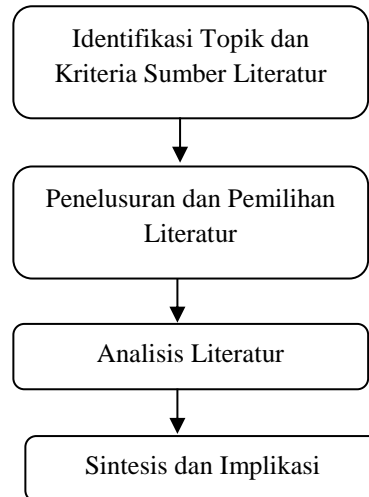 Identifikasi Topik dan
Kriteria Sumber Literatur
Penelusuran dan Pemilihan
Literatur
Analisis Literatur
Sintesis dan Implikasi